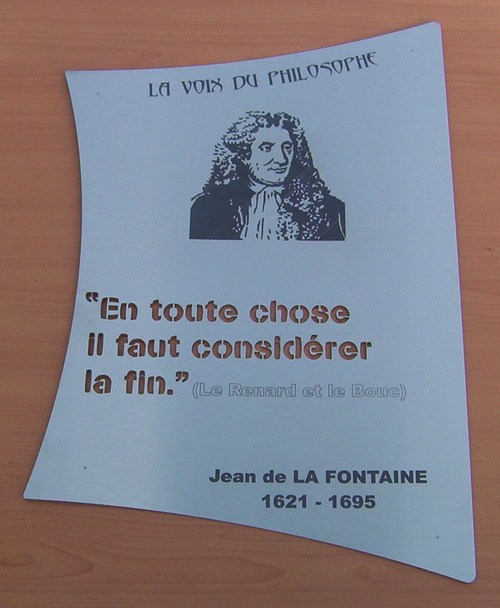 LA VOIX DU PHILOSOPHE
“En toute chose
il faut considérer
la fin.” (Le Renard et le Bouc)
Jean de LA FONTAINE
1621 - 1695